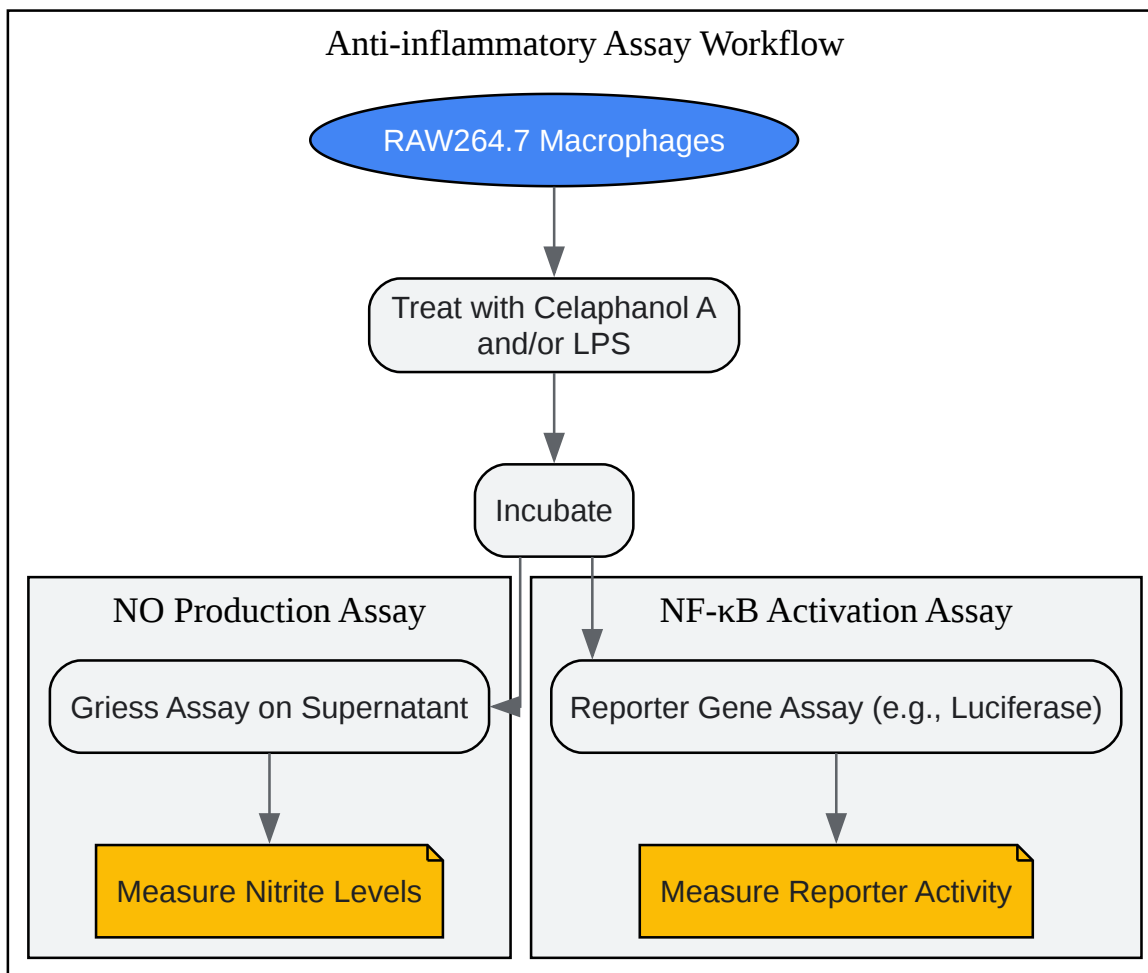 Anti-inflammatory Assay Workflow
RAW264.7 Macrophages
Treat with Celaphanol A
and/or LPS
Incubate
NO Production Assay
Griess Assay on Supernatant
Measure Nitrite Levels
NF-κB Activation Assay
Reporter Gene Assay (e.g., Luciferase)
Measure Reporter Activity